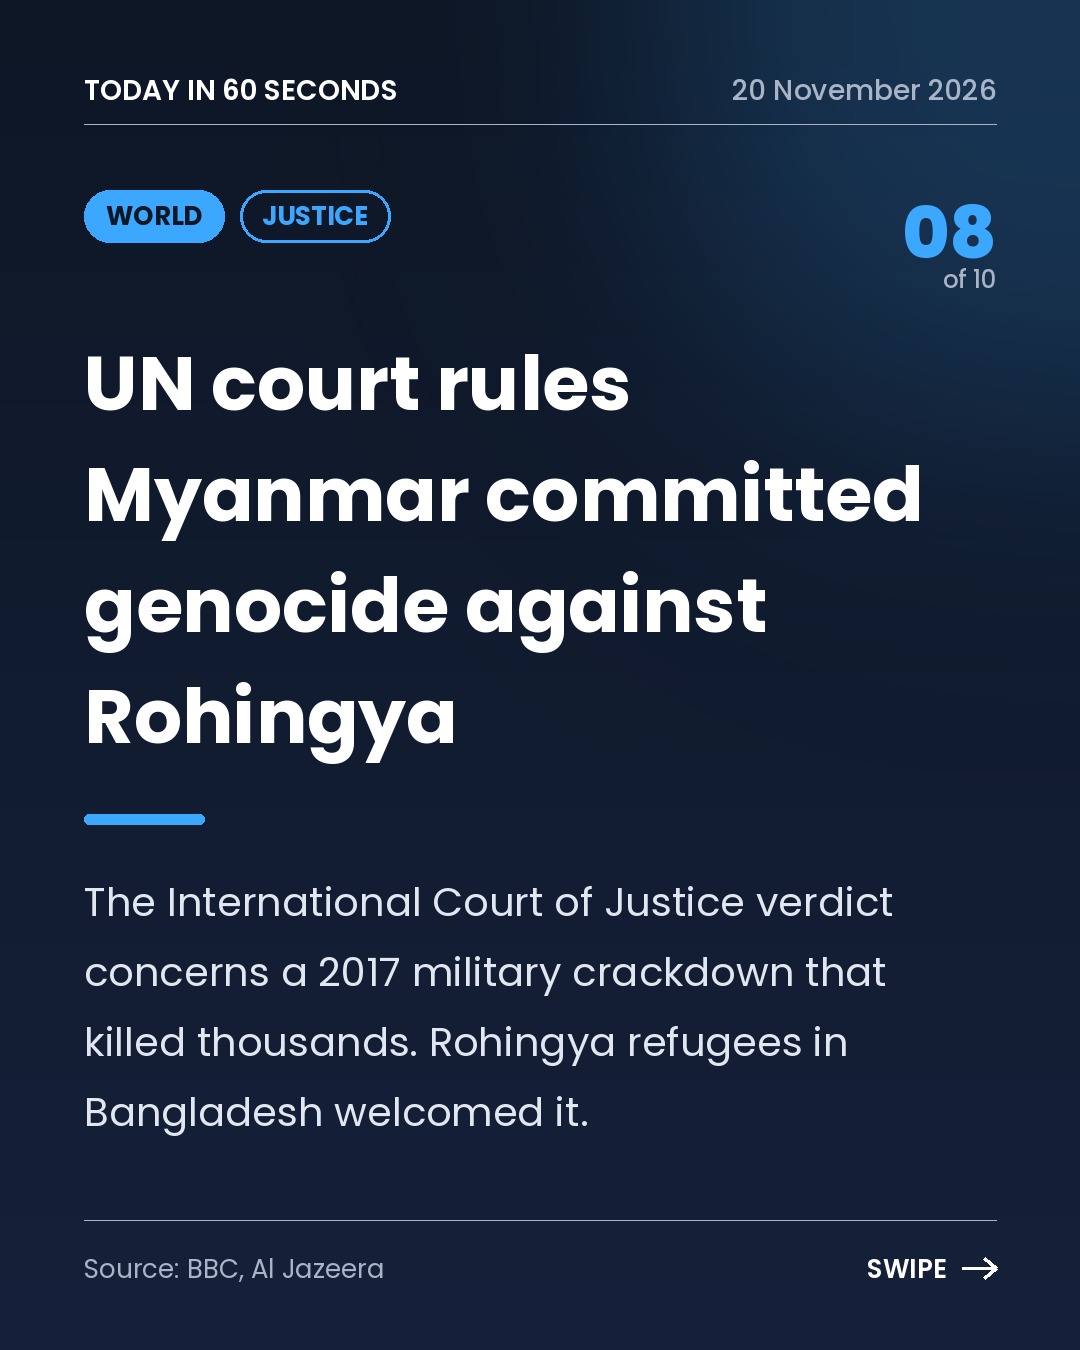 TODAY IN 60 SECONDS
20 November 2026
WORLD
JUSTICE
08
of 10
UN court rules
Myanmar committed
genocide against
Rohingya
The International Court of Justice verdict
concerns a 2017 military crackdown that
killed thousands. Rohingya refugees in
Bangladesh welcomed it.
Source: BBC, Al Jazeera
SWIPE →